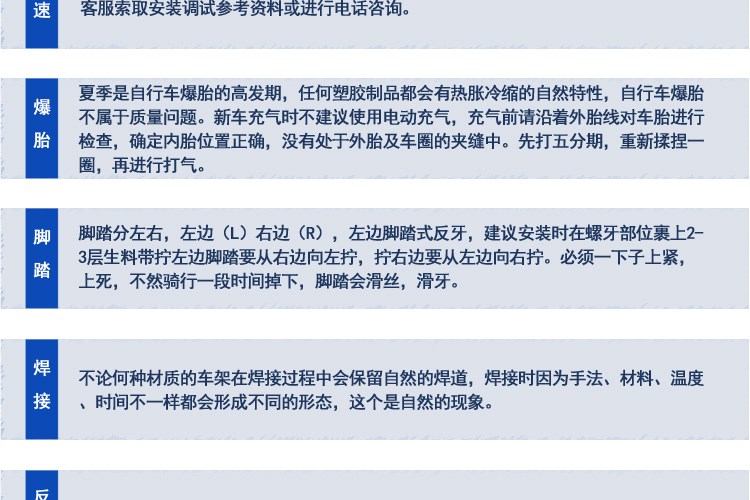 速
客服索取安装调试参考资料或进行电话咨询。
爆胎
夏季是自行车爆胎的高发期，任何塑胶制品都会有热胀冷缩的自然特性，自行车爆胎
不属于质量问题。新车充气时不建议使用电动充气，充气前请沿着外胎线对车胎进行
检查，确定内胎位置正确，没有处于外胎及车圈的夹缝中。先打五分期，重新揉捏一
圈，再进行打气。
脚踏
脚踏分左右，左边（L）右边（R），左边脚踏式反牙，建议安装时在螺牙部位裹上2-
3层生料带拧左边脚踏要从右边向左拧，拧右边要从左边向右拧。必须一下子上紧，
上死，不然骑行一段时间掉下，脚踏会滑丝，滑牙。
焊接
不论何种材质的车架在焊接过程中会保留自然的焊道，焊接时因为手法、材料、温度
、时间不一样都会形成不同的形态，这个是自然的现象。
反